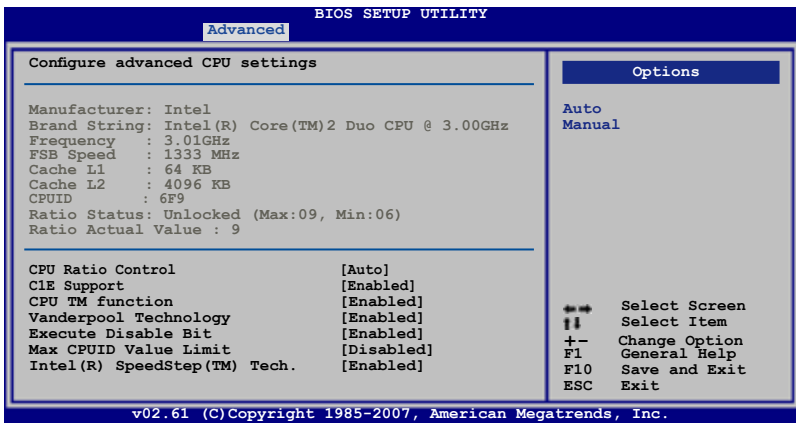 BIOS SETUP UTILITY
Advanced
Configure advanced CPU settings
Manufacturer: Intel
Brand String: Intel(R) Core(TM)2 Duo CPU @ 3.00GHz
Frequency : 3.01GHz
FSB Speed : 1333 MHz
Cache L1 : 64 KB
Cache L2 : 4096 KB
CPUID : 6F9
Ratio Status: Unlocked (Max:09, Min:06)
Ratio Actual Value : 9
CPU Ratio Control [Auto]
C1E Support [Enabled]
CPU TM function [Enabled]
Vanderpool Technology [Enabled]
Execute Disable Bit [Enabled]
Max CPUID Value Limit [Disabled]
Intel(R) SpeedStep(TM) Tech. [Enabled]
Options
Auto
Manual
←→ Select Screen
↑↓ Select Item
+- Change Option
F1 General Help
F10 Save and Exit
ESC Exit
v02.61 (C)Copyright 1985-2007, American Megatrends, Inc.